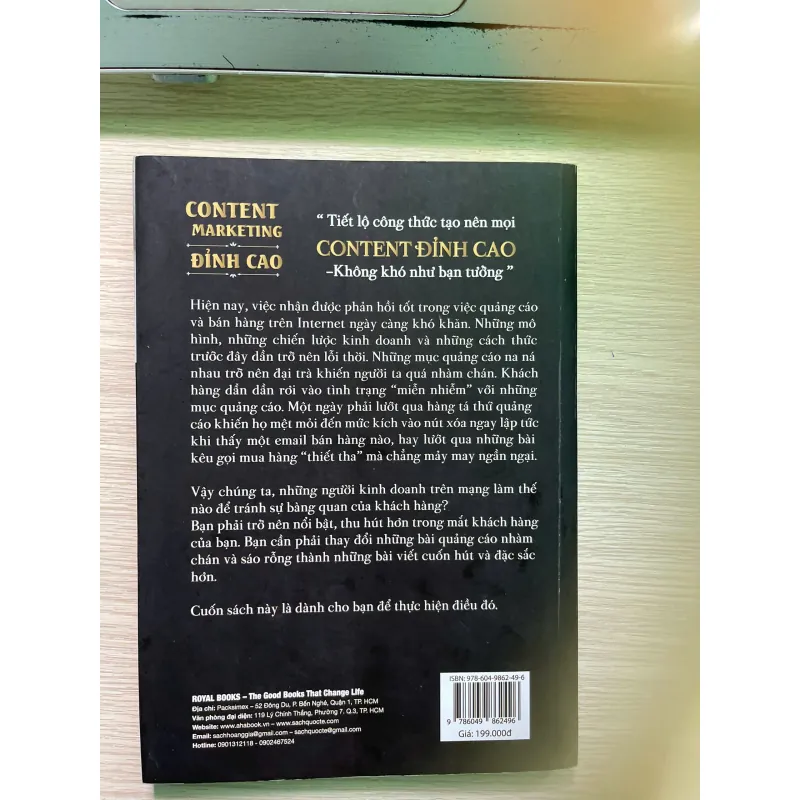 CONTENT
MARKETING
ĐỈNH CAO
“ Tiết lộ công thức tạo nên mọi
CONTENT ĐỈNH CAO
–Không khó như bạn tưởng ”
Hiện nay, việc nhận được phản hồi tốt trong việc quảng cáo
và bán hàng trên Internet ngày càng khó khăn. Những mô
hình, những chiến lược kinh doanh và những cách thức
trước đây dần trở nên lỗi thời. Những mục quảng cáo na ná
nhau trở nên đại trà khiến người ta quá nhàm chán. Khách
hàng dần dần rơi vào tình trạng “miễn nhiễm” với những
mục quảng cáo. Một ngày phải lướt qua hàng tá thứ quảng
cáo khiến họ mệt mỏi đến mức kích vào nút xóa ngay lập tức
khi thấy một email bán hàng nào, hay lướt qua những bài
kêu gọi mua hàng “thiết tha” mà chẳng mảy may ngần ngại.
Vậy chúng ta, những người kinh doanh trên mạng làm thế
nào để tránh sự bàng quan của khách hàng?
Bạn phải trở nên nổi bật, thu hút hơn trong mắt khách hàng
của bạn. Bạn cần phải thay đổi những bài quảng cáo nhàm
chán và sáo rỗng thành những bài viết cuốn hút và đặc sắc
hơn.
Cuốn sách này là dành cho bạn để thực hiện điều đó.
ROYAL BOOKS – The Good Books That Change Life
Địa chỉ: Packsimex – 52 Đông Du, P. Bến Nghé, Quận 1, TP. HCM
Văn phòng đại diện: 119 Lý Chính Thắng, Phường 7. Q.3, TP. HCM
Website: www.ahabook.vn – www.sachquocte.com
Email: sachhoanggia@gmail.com – sachquocte@gmail.com
Hotline: 0901312118 - 0902467524
ISBN: 978-604-9862-49-6
9 786049 862496
Giá: 199.000đ